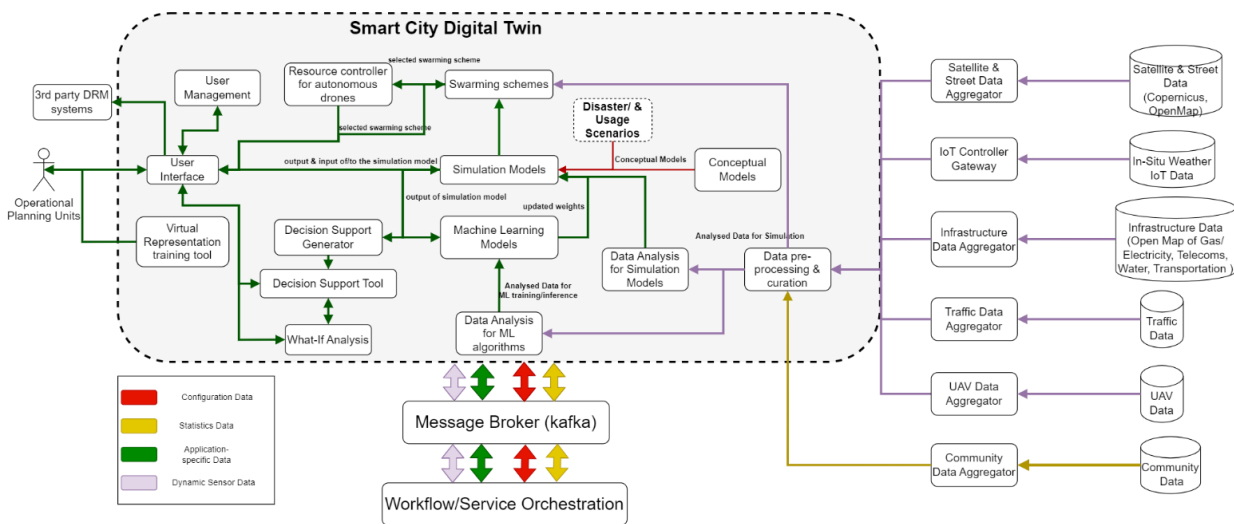 Smart City Digital Twin
selected swarming scheme
3rd party DRM
systems
User
Management
Resource controller
for autonomous
drones
Swarming schemes
selected swarming scheme
Disaster/ &
Usage
Scenarios
User
Interface
output & input of/to the simulation model
Simulation Models
Conceptual Models
Conceptual
Models
Operational
Planning Units
Virtual
Representation
training tool
output of simulation model
updated weights
Decision Support
Generator
Machine Learning
Models
Analysed Data for Simulation
Data Analysis
for Simulation
Models
Data pre-
processing &
curation
Decision Support Tool
Analysed Data for
ML training/inference
What-If Analysis
Data Analysis
for ML
algorithms
Satellite &
Street Data
Aggregator
Satellite & Street
Data
(Copernicus,
OpenMap)
IoT Controller
Gateway
In-Situ Weather
IoT Data
Infrastructure
Data Aggregator
Infrastructure Data
(Open Map of Gas/
Electricity, Telecoms,
Water, Transportation )
Traffic Data
Aggregator
Traffic
Data
UAV Data
Aggregator
UAV
Data
Community
Data Aggregator
Community
Data
Configuration Data
Statistics Data
Application-
specific Data
Dynamic Sensor Data
Message Broker (kafka)
Workflow/Service Orchestration